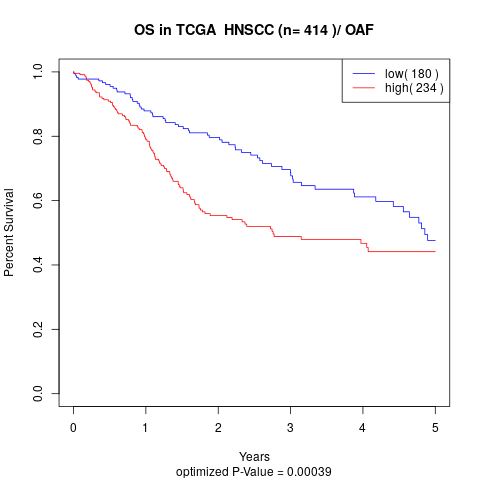 OS in TCGA  HNSCC (n= 414 )/ OAF
low( 180 )
high( 234 )
Percent Survival
1.0
0.8
0.6
0.4
0.2
0.0
0 1 2 3 4 5
Years
optimized P-Value = 0.00039